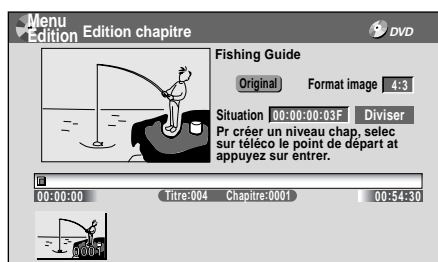 Menu
Edition Edition chapitre
DVD
Fishing Guide
Original Format image 4:3
Situation 00:00:00:03F Diviser
Pr créer un niveau chap, selec
sur téléco le point de départ at
appuyez sur entrer.
00:00:00 Titre:004 Chapitre:0001 00:54:30
0001